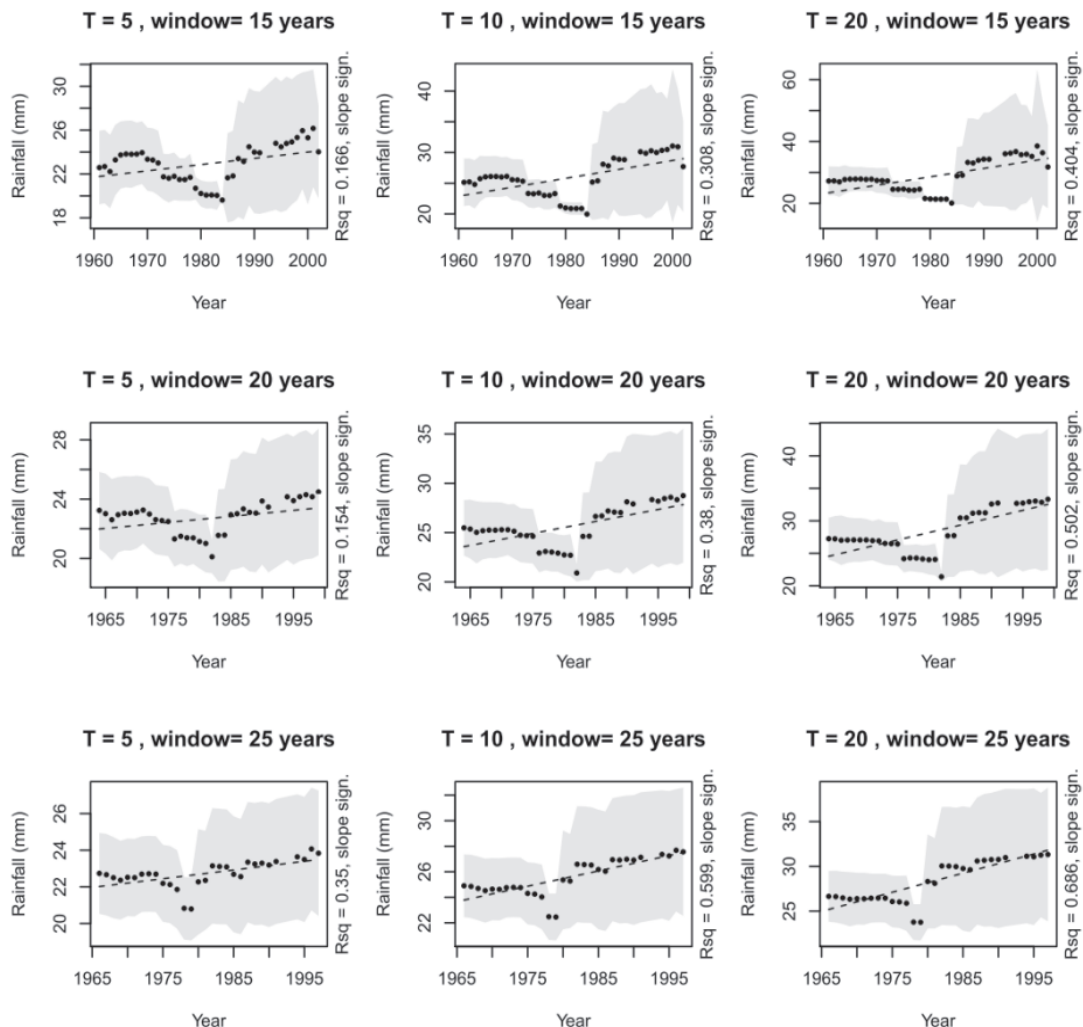 T = 5 , window= 15 years
T = 10 , window= 15 years
T = 20 , window= 15 years
Rainfall (mm)
18
22
26
30
1960 1970 1980 1990 2000
Year
Rsq = 0.166, slope sign.
Rainfall (mm)
20
30
40
1960 1970 1980 1990 2000
Year
Rsq = 0.308, slope sign.
Rainfall (mm)
20
40
60
1960 1970 1980 1990 2000
Year
Rsq = 0.404, slope sign.
T = 5 , window= 20 years
T = 10 , window= 20 years
T = 20 , window= 20 years
Rainfall (mm)
20
24
28
1965 1975 1985 1995
Year
Rsq = 0.154, slope sign.
Rainfall (mm)
20
25
30
35
1965 1975 1985 1995
Year
Rsq = 0.38, slope sign.
Rainfall (mm)
20
30
40
1965 1975 1985 1995
Year
Rsq = 0.502, slope sign.
T = 5 , window= 25 years
T = 10 , window= 25 years
T = 20 , window= 25 years
Rainfall (mm)
20
22
24
26
1965 1975 1985 1995
Year
Rsq = 0.35, slope sign.
Rainfall (mm)
22
24
26
28
32
1965 1975 1985 1995
Year
Rsq = 0.599, slope sign.
Rainfall (mm)
25
30
35
1965 1975 1985 1995
Year
Rsq = 0.686, slope sign.